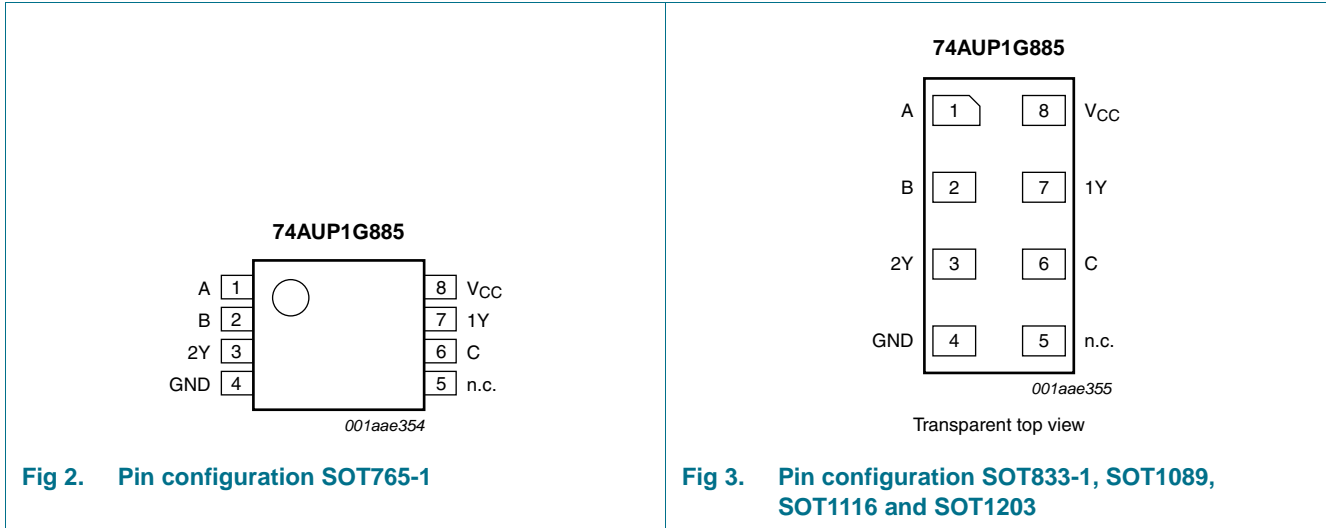 74AUP1G885
A 1 8 VCC
B 2 7 1Y
2Y 3 6 C
GND 4 5 n.c.
001aae354
Fig 2. Pin configuration SOT765-1
74AUP1G885
A 1 8 VCC
B 2 7 1Y
2Y 3 6 C
GND 4 5 n.c.
001aae355
Transparent top view
Fig 3. Pin configuration SOT833-1, SOT1089,
SOT1116 and SOT1203